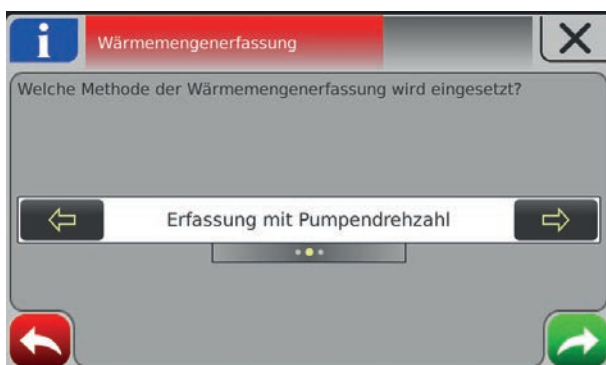 i
Wärmemengenerfassung
Welche Methode der Wärmemengenerfassung wird eingesetzt?
Erfassung mit Pumpendrehzahl